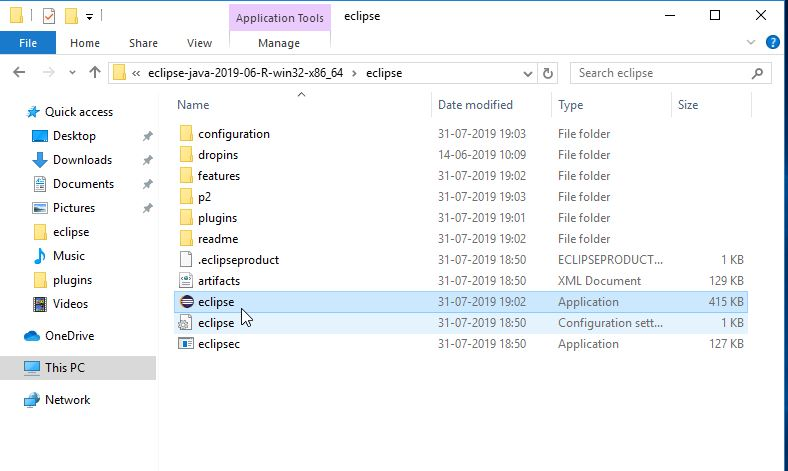 Application Tools eclipse
File Home Share View Manage
« eclipse-java-2019-06-R-win32-x86_64 > eclipse Search eclipse
Name Date modified Type Size
Quick access
Desktop
Downloads
Documents
Pictures
eclipse
Music
plugins
Videos
OneDrive
This PC
Network
configuration 31-07-2019 19:03 File folder
dropins 14-06-2019 10:09 File folder
features 31-07-2019 19:02 File folder
p2 31-07-2019 19:03 File folder
plugins 31-07-2019 19:01 File folder
readme 31-07-2019 19:02 File folder
.eclipseproduct 31-07-2019 18:50 ECLIPSEPRODUCT... 1 KB
artifacts 31-07-2019 18:50 XML Document 129 KB
eclipse 31-07-2019 19:02 Application 415 KB
eclipse 31-07-2019 18:50 Configuration sett... 1 KB
eclipsec 31-07-2019 18:50 Application 127 KB